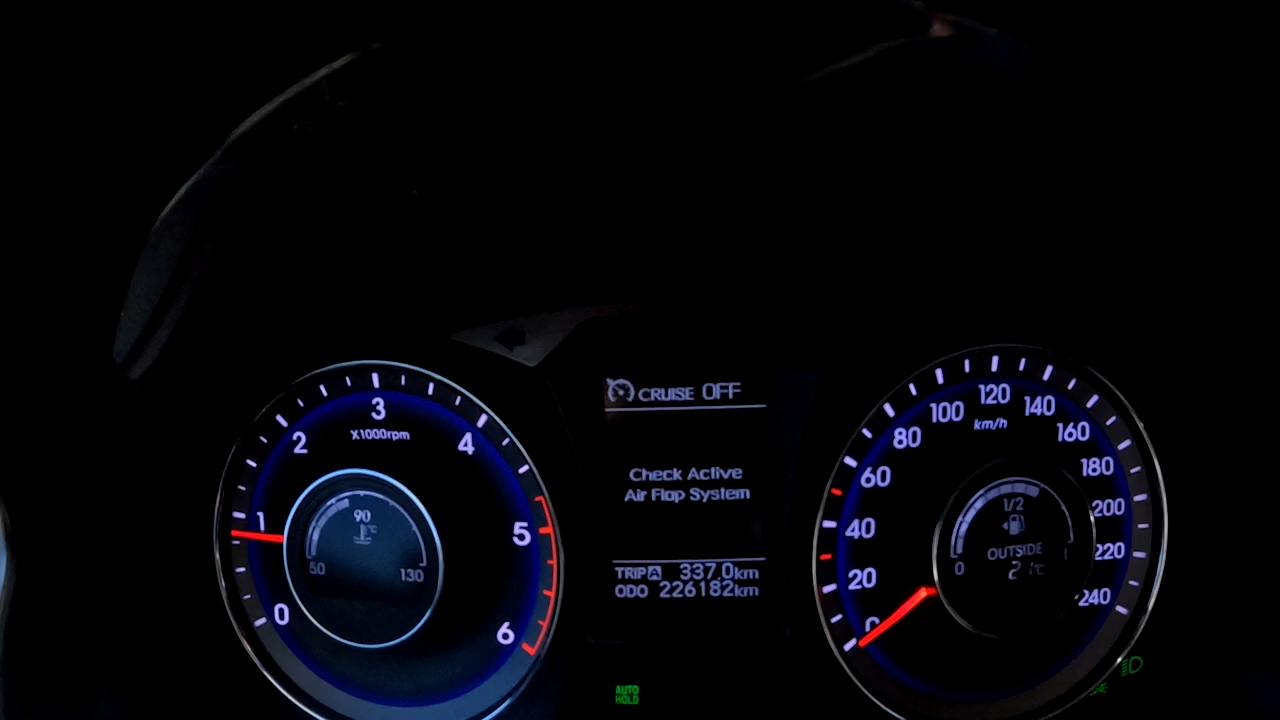 CRUISE OFF
Check Active
Air Flap System
TRIP A 337.0km
ODO 226182km
AUTO
HOLD
0
1
2
3
4
5
6
X1000rpm
90
°C
50
130
0
20
40
60
80
100
120
140
160
180
200
220
240
km/h
1/2
0
1
OUTSIDE
21°C